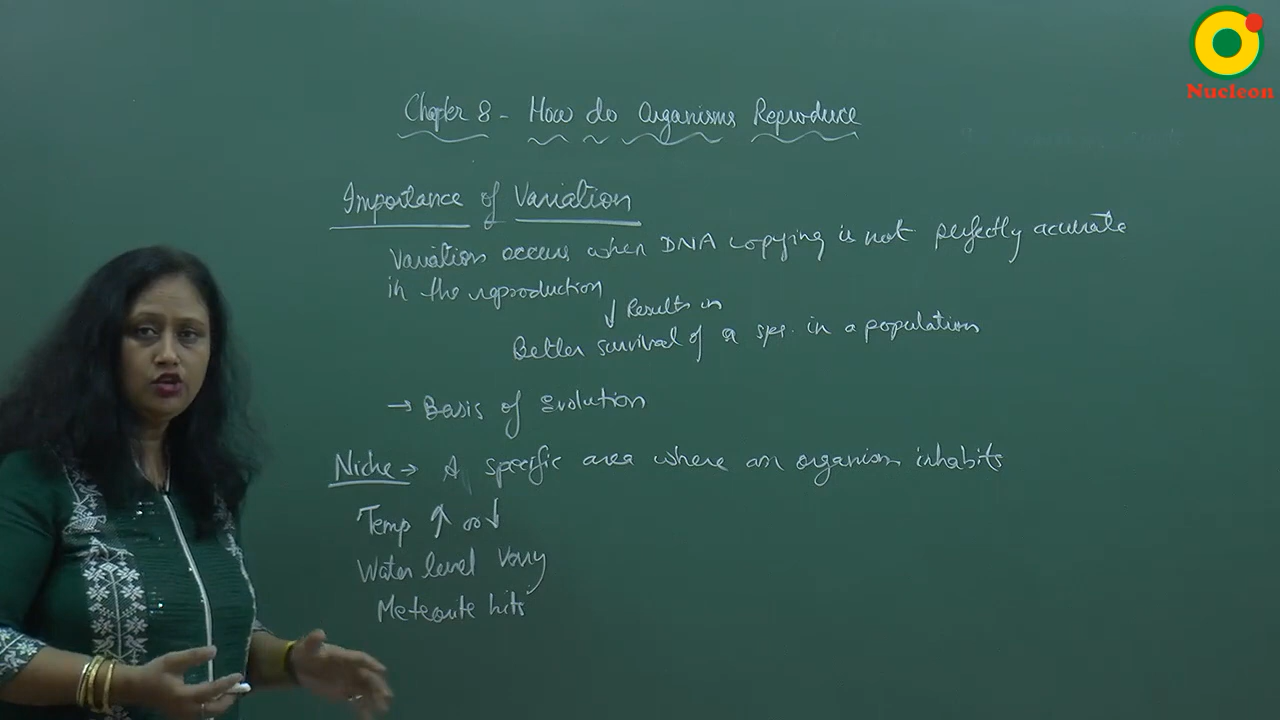 Nucleon
Chapter 8 - How do Organisms Reproduce
Importance of Variation
Variation occurs when DNA copying is not perfectly accurate
in the reproduction
↓ Results in
Better survival of a sps. in a population
→ Basis of Evolution
Niche → A specific area where an organism inhabits
Temp ↑ or ↓
Water level vary
Meteorite hits